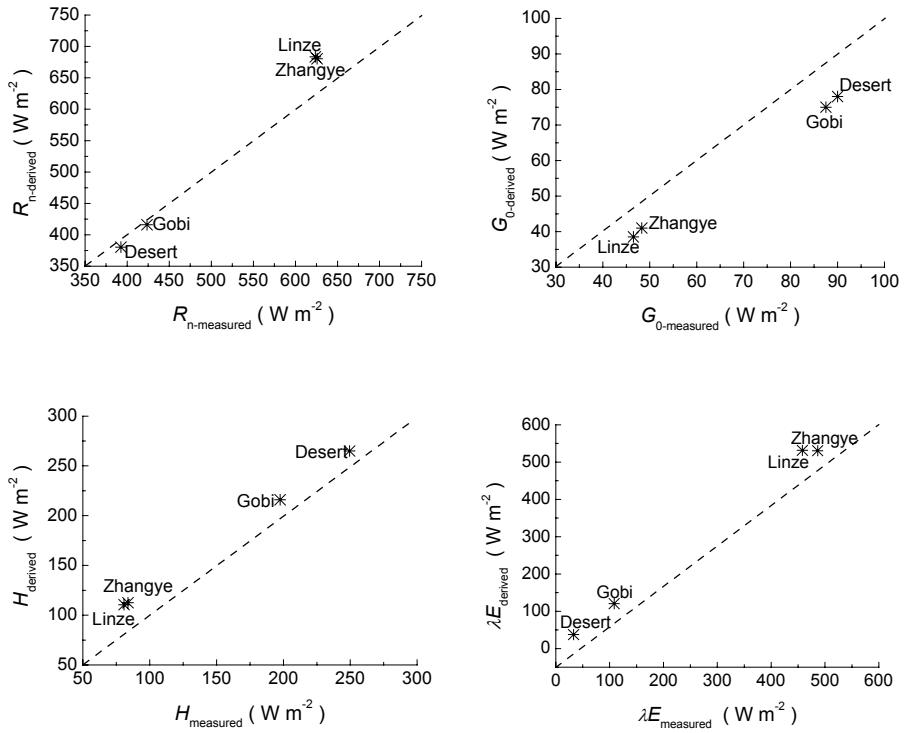 750
700
650
600
550
500
450
400
350
350 400 450 500 550 600 650 700 750
R n-derived ( W m-2 )
R n-measured ( W m-2 )
Linze
Zhangye
Gobi
Desert
100
90
80
70
60
50
40
30
30 40 50 60 70 80 90 100
G 0-derived ( W m-2 )
G 0-measured ( W m-2 )
Desert
Gobi
Zhangye
Linze
300
250
200
150
100
50
50 100 150 200 250 300
H derived ( W m-2 )
H measured ( W m-2 )
Desert
Gobi
Zhangye
Linze
600
500
400
300
200
100
0
0 100 200 300 400 500 600
λE derived ( W m-2 )
λE measured ( W m-2 )
Zhangye
Linze
Gobi
Desert